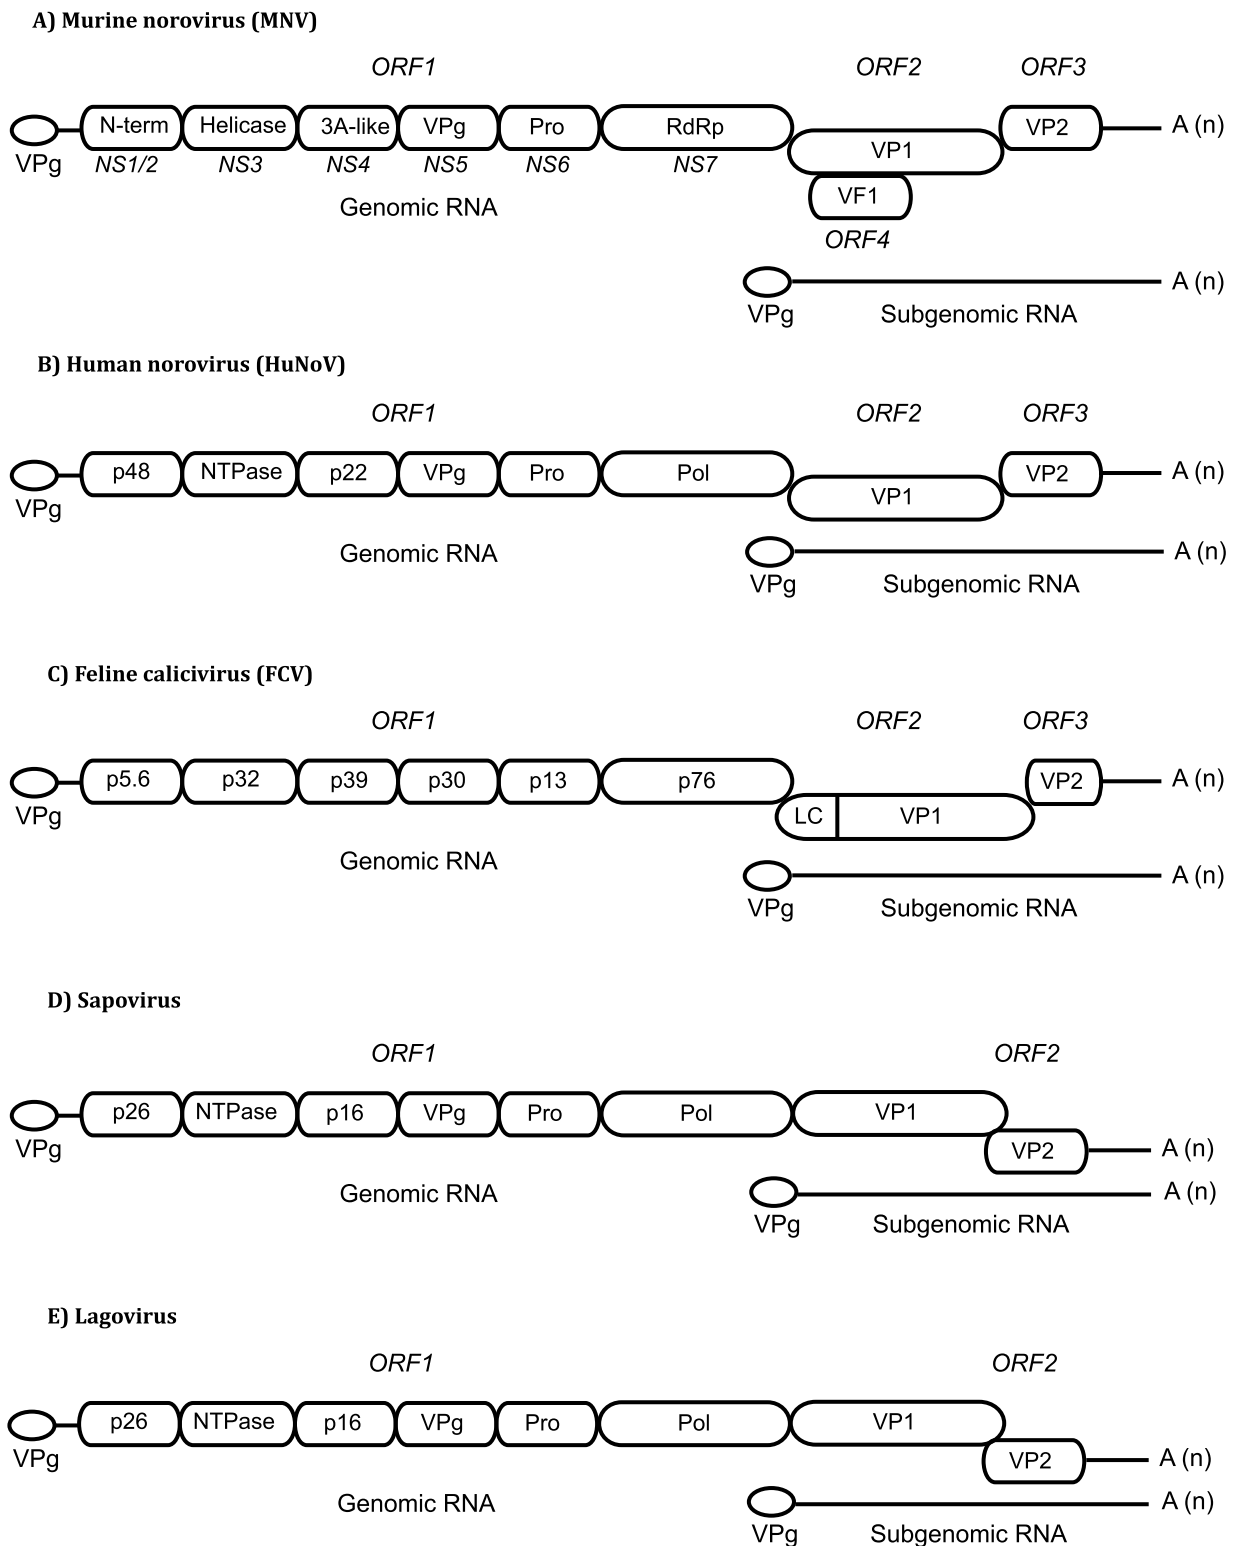 A) Murine norovirus (MNV)
ORF1 ORF2 ORF3
N-term Helicase 3A-like VPg Pro RdRp VP2 A (n)
VP1
VPg NS1/2 NS3 NS4 NS5 NS6 NS7
VF1
Genomic RNA
ORF4
A (n)
VPg Subgenomic RNA
B) Human norovirus (HuNoV)
ORF1 ORF2 ORF3
p48 NTPase p22 VPg Pro Pol VP2 A (n)
VP1
VPg
Genomic RNA A (n)
VPg Subgenomic RNA
C) Feline calicivirus (FCV)
ORF1 ORF2 ORF3
p5.6 p32 p39 p30 p13 p76 VP2 A (n)
VPg LC VP1
Genomic RNA
A (n)
VPg Subgenomic RNA
D) Sapovirus
ORF1 ORF2
p26 NTPase p16 VPg Pro Pol VP1
VPg VP2 A (n)
Genomic RNA A (n)
VPg Subgenomic RNA
E) Lagovirus
ORF1 ORF2
p26 NTPase p16 VPg Pro Pol VP1
VPg VP2 A (n)
Genomic RNA A (n)
VPg Subgenomic RNA